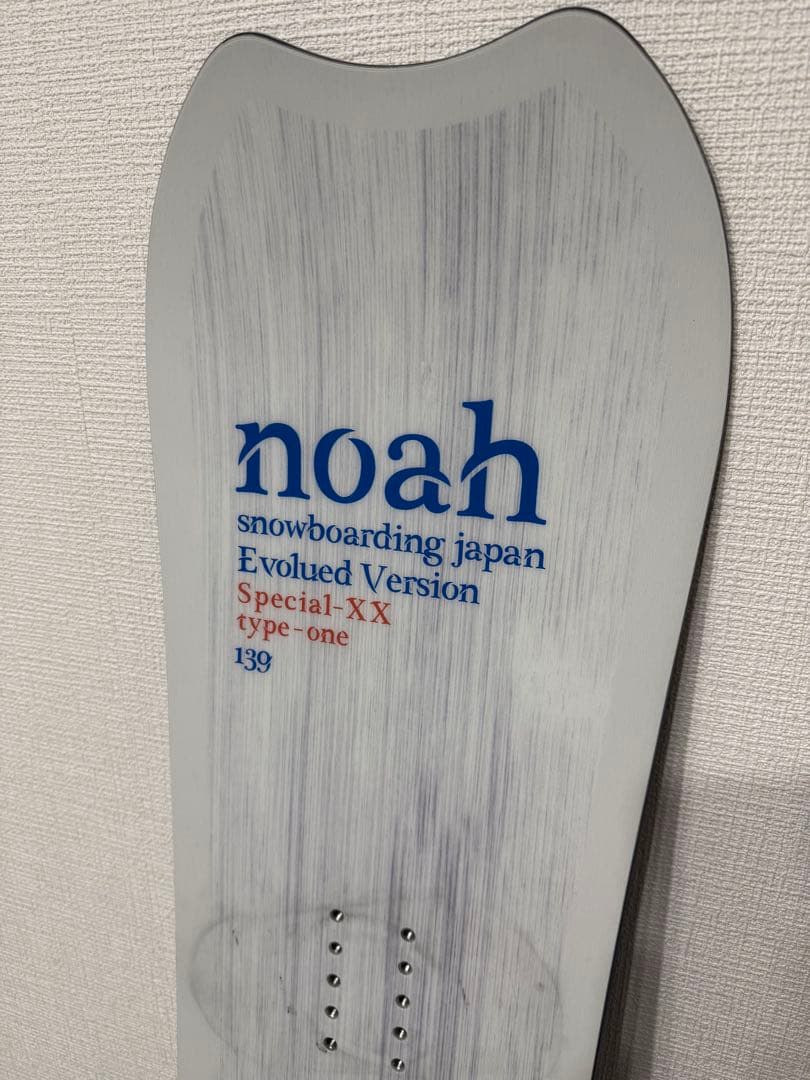 noah
snowboarding japan
Evolued Version
Special-XX
type-one
139